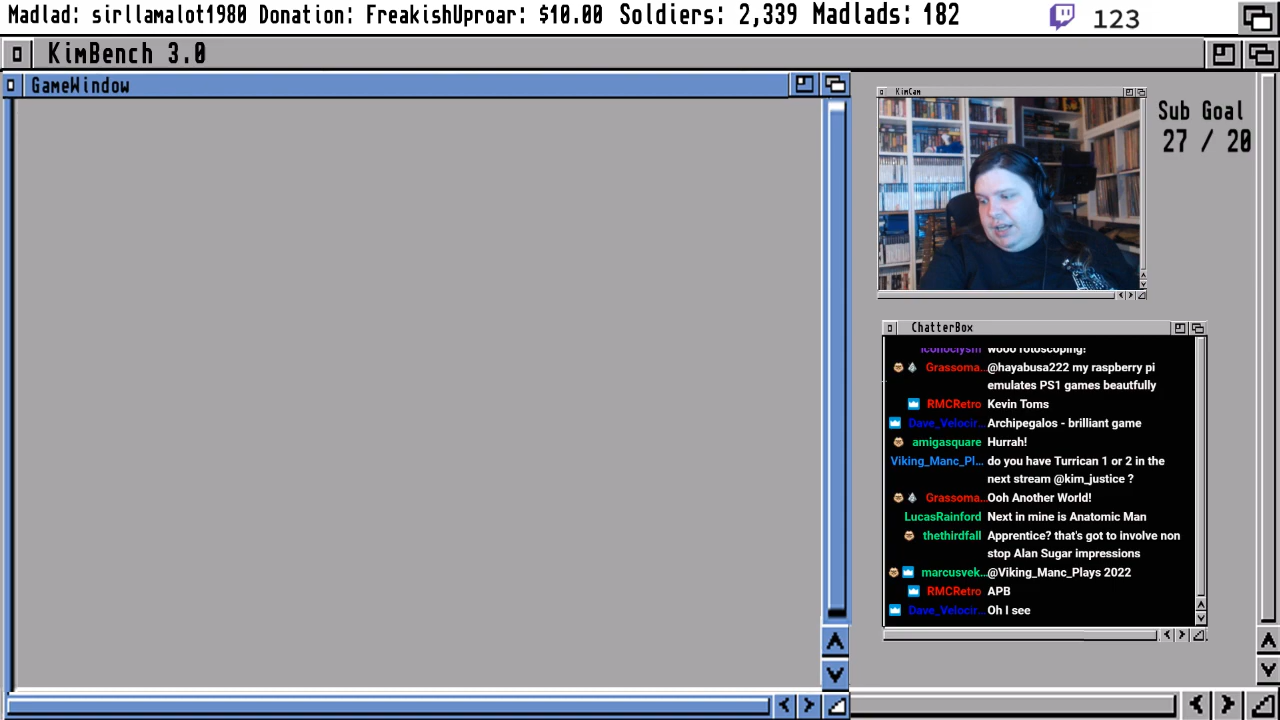 Madlad: sirllamalot1980 Donation: FreakishUproar: $10.00 Soldiers: 2,339 Madlads: 182
123
KimBench 3.0
GameWindow
KimCam
Sub Goal
27 / 20
ChatterBox
iconoclysm wooo rotoscoping!
Grassoma... @hayabusa222 my raspberry pi
emulates PS1 games beautfully
RMCRetro Kevin Toms
Dave_Velocir... Archipegalos - brilliant game
amigasquare Hurrah!
Viking_Manc_Pl... do you have Turrican 1 or 2 in the
next stream @kim_justice ?
Grassoma... Ooh Another World!
LucasRainford Next in mine is Anatomic Man
thethirdfall Apprentice? that's got to involve non
stop Alan Sugar impressions
marcusvek... @Viking_Manc_Plays 2022
RMCRetro APB
Dave_Velocir... Oh I see